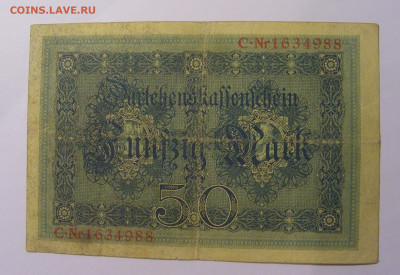 COINS.LAVE.RU
C·Nr1634988
Darlehenskassenschein
Fünfzig Mark
50
C·Nr1634988